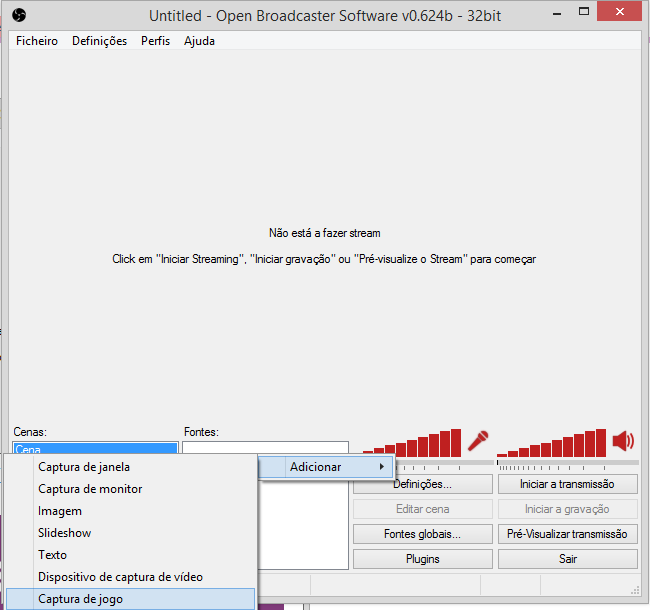 Untitled - Open Broadcaster Software v0.624b - 32bit
Ficheiro Definições Perfis Ajuda
Não está a fazer stream
Click em "Iniciar Streaming", "Iniciar gravação" ou "Pré-visualize o Stream" para começar
Cenas: Fontes:
Cena
Adicionar
Captura de janela
Captura de monitor
Imagem
Slideshow
Texto
Dispositivo de captura de vídeo
Captura de jogo
Definições... Iniciar a transmissão
Editar cena Iniciar a gravação
Fontes globais... Pré-Visualizar transmissão
Plugins Sair